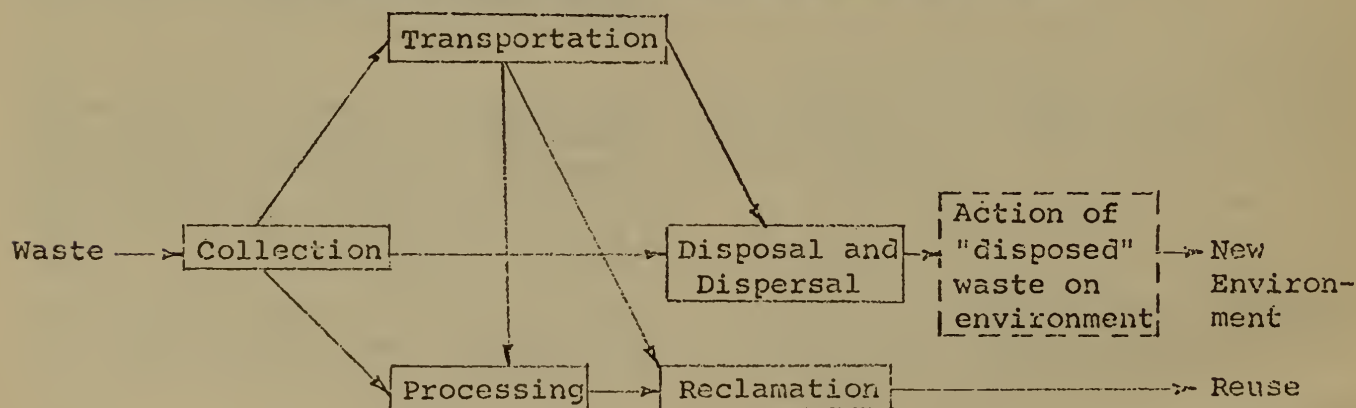 Transportation
Waste
Collection
Disposal and
Dispersal
Action of
"disposed"
waste on
environment
New
Environ-
ment
Processing
Reclamation
Reuse